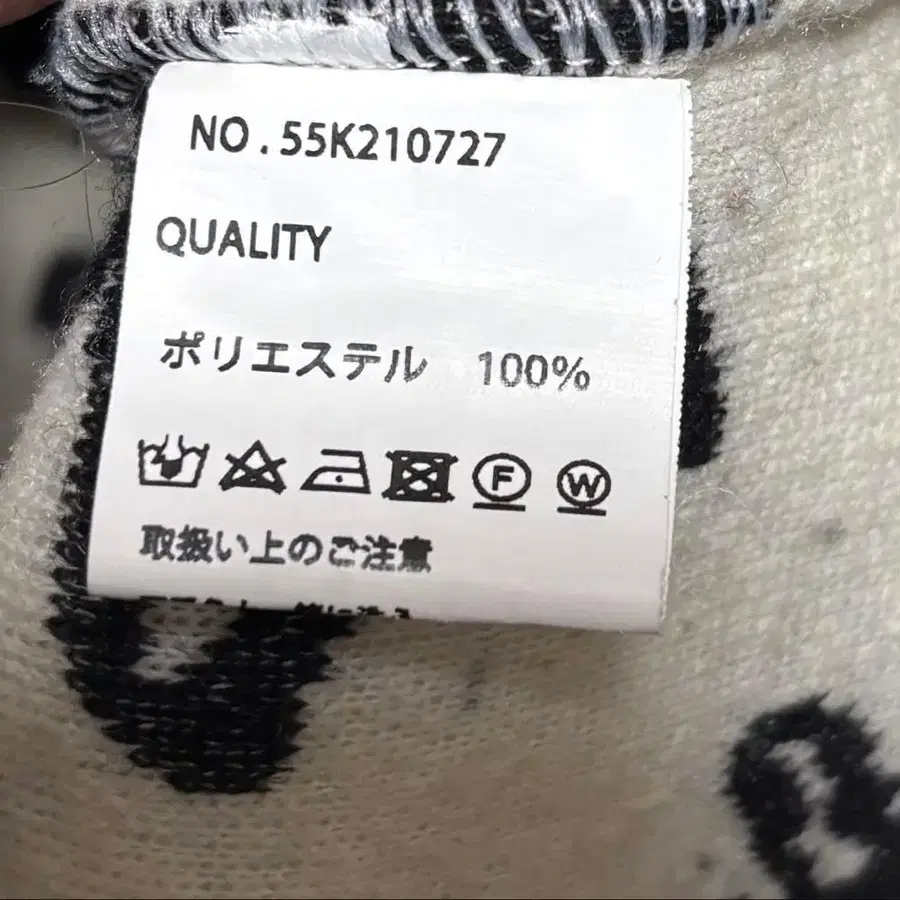 NO.55K210727
QUALITY
ポリエステル 100%
F W
取扱い上のご注意